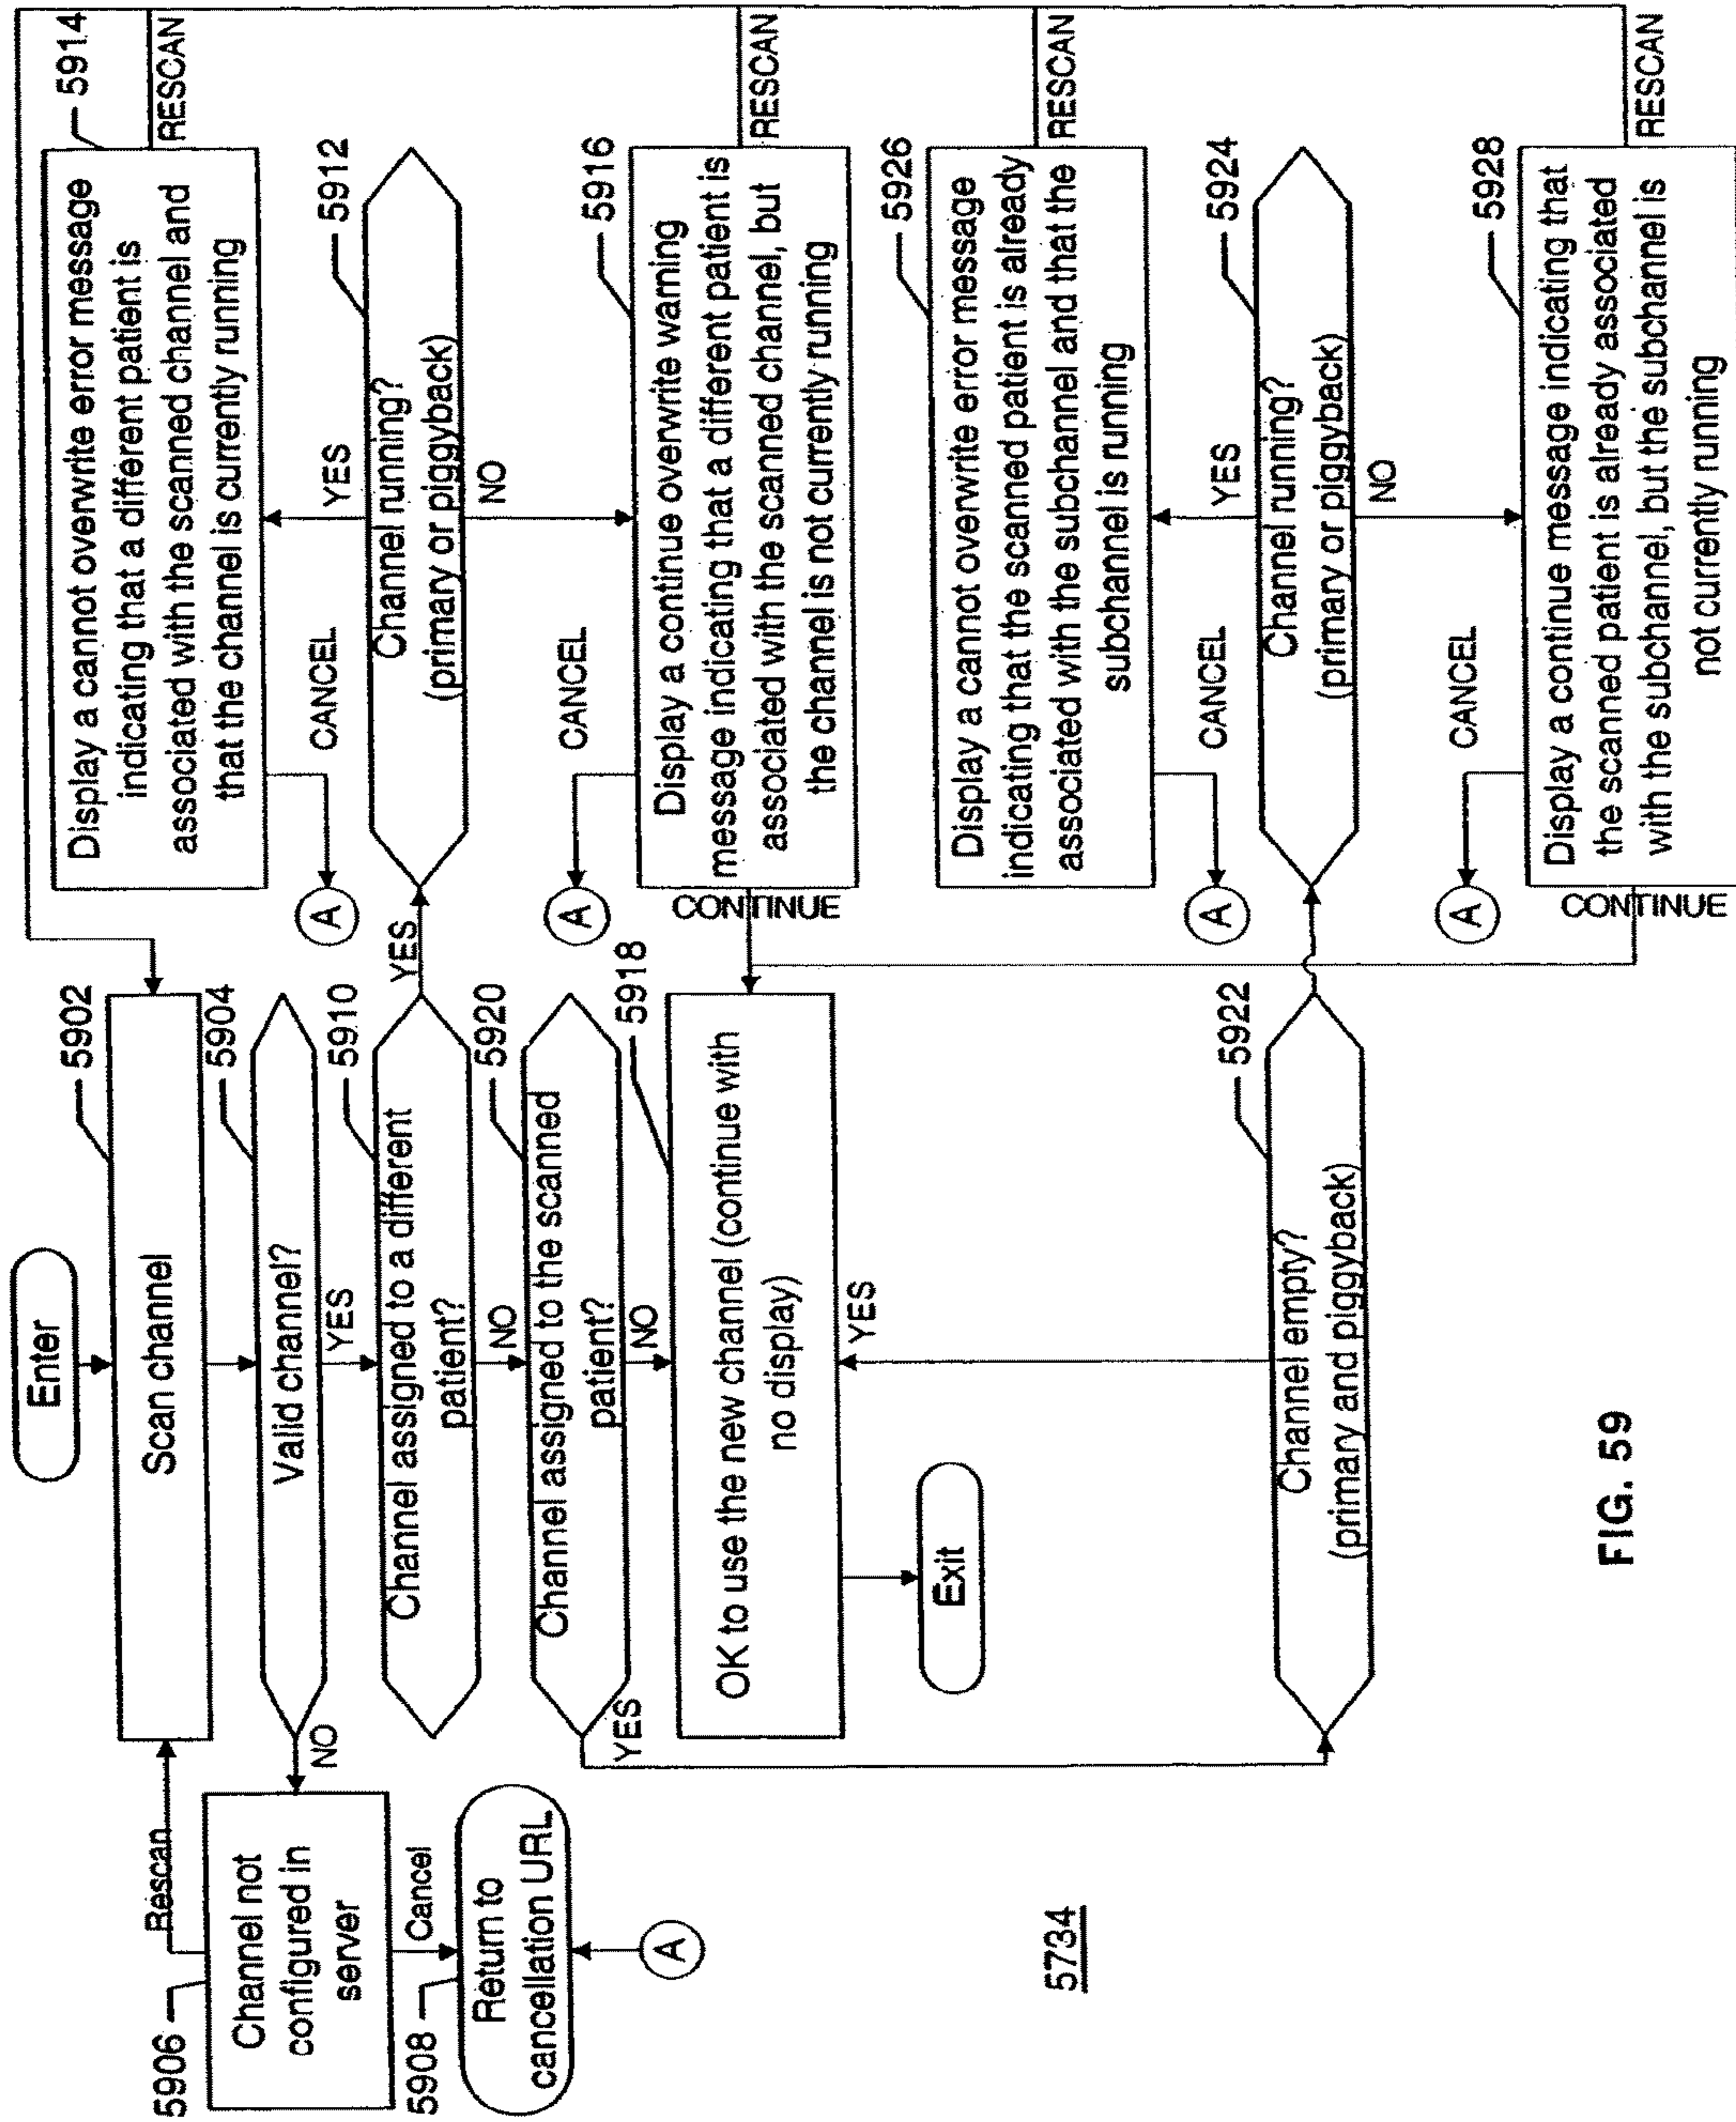 Enter
5902
Scan channel
5904
Valid channel?
NO
YES
5906
Channel not
configured in
server
Rescan
Cancel
5908
Return to
cancellation URL
A
5910
Channel assigned to a different
patient?
YES
NO
5920
Channel assigned to the scanned
patient?
YES
NO
5918
OK to use the new channel (continue with
no display)
YES
Exit
5922
Channel empty?
(primary and piggyback)
5914
Display a cannot overwrite error message
indicating that a different patient is
associated with the scanned channel and
that the channel is currently running
RESCAN
CANCEL
A
YES
5912
Channel running?
(primary or piggyback)
NO
CANCEL
A
5916
Display a continue overwrite warning
message indicating that a different patient is
associated with the scanned channel, but
the channel is not currently running
RESCAN
CONTINUE
5926
Display a cannot overwrite error message
indicating that the scanned patient is already
associated with the subchannel and that the
subchannel is running
RESCAN
CANCEL
A
YES
5924
Channel running?
(primary or piggyback)
NO
CANCEL
A
5928
Display a continue message indicating that
the scanned patient is already associated
with the subchannel, but the subchannel is
not currently running
RESCAN
CONTINUE
5734
FIG. 59